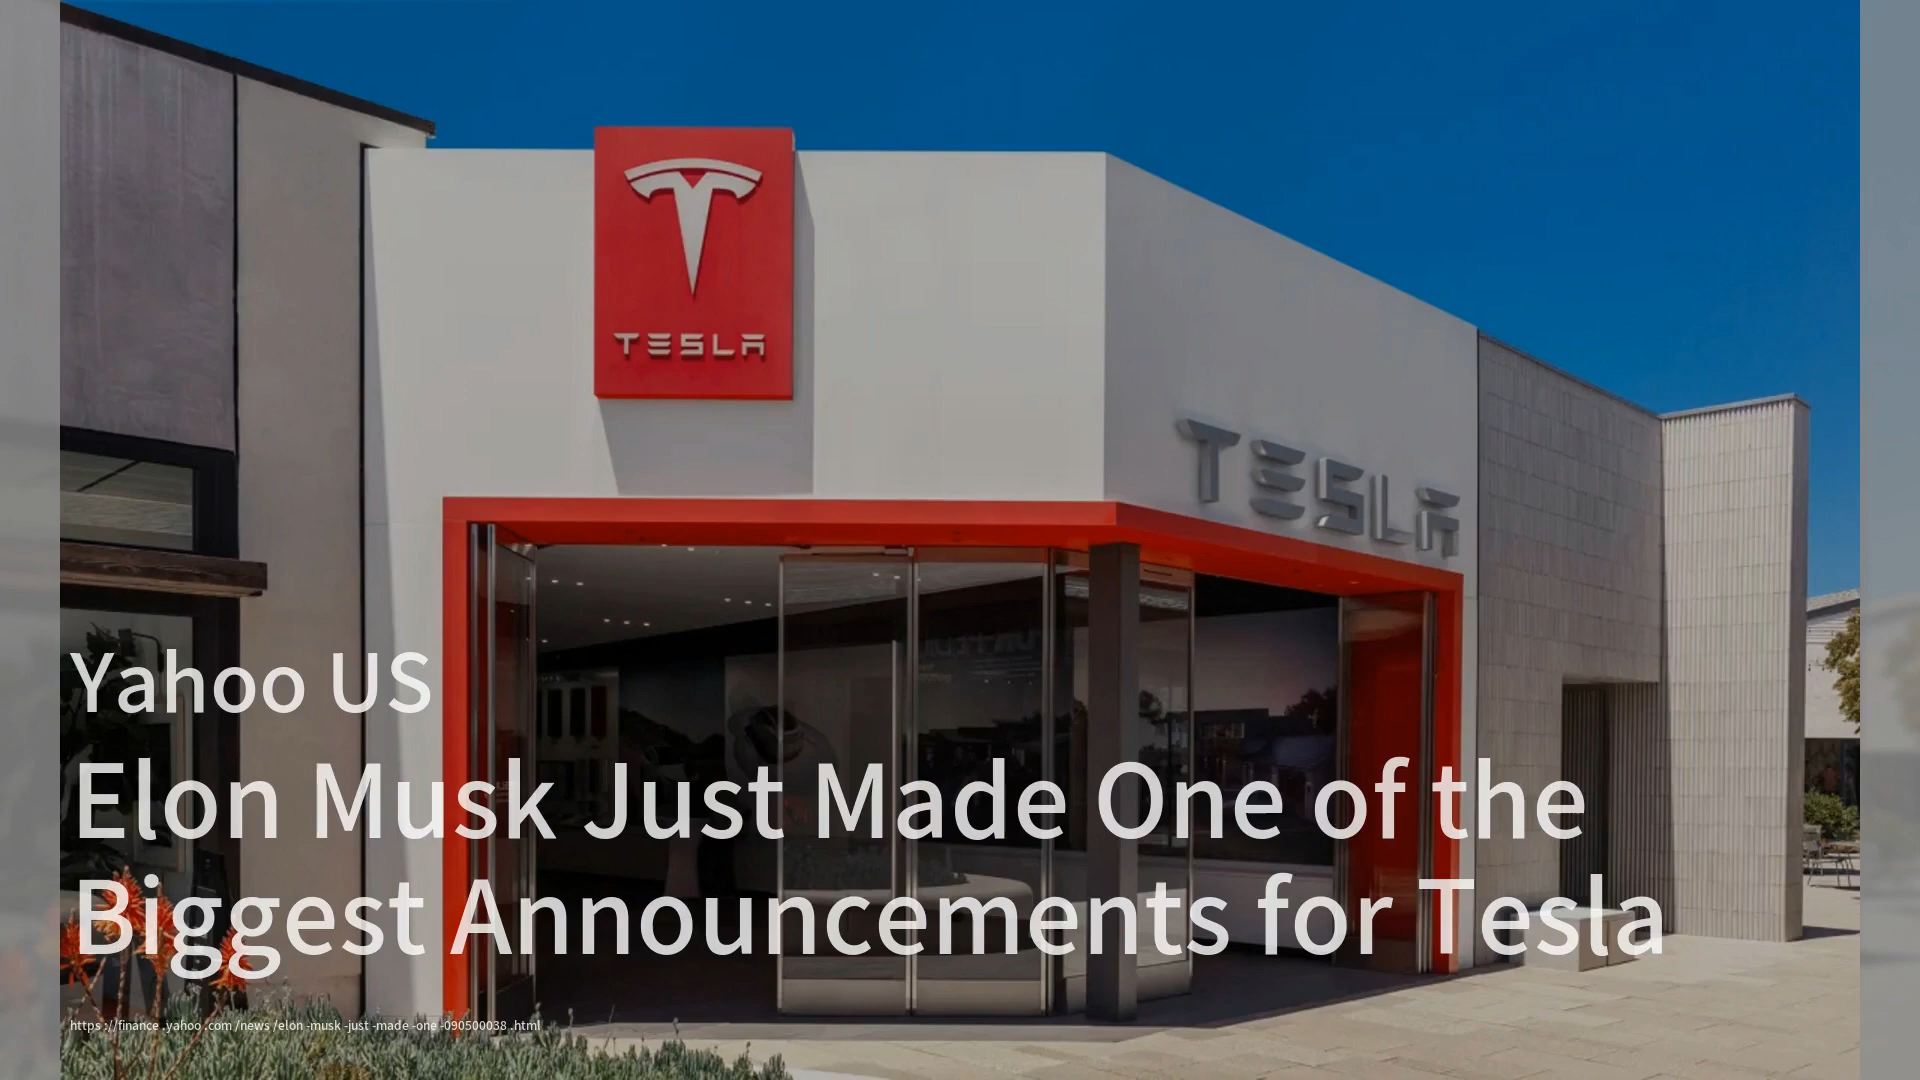 TESLA
TESLA
Yahoo US
Elon Musk Just Made One of the
Biggest Announcements for Tesla
https ://finance .yahoo .com /news /elon -musk -just -made -one -090500038 .html